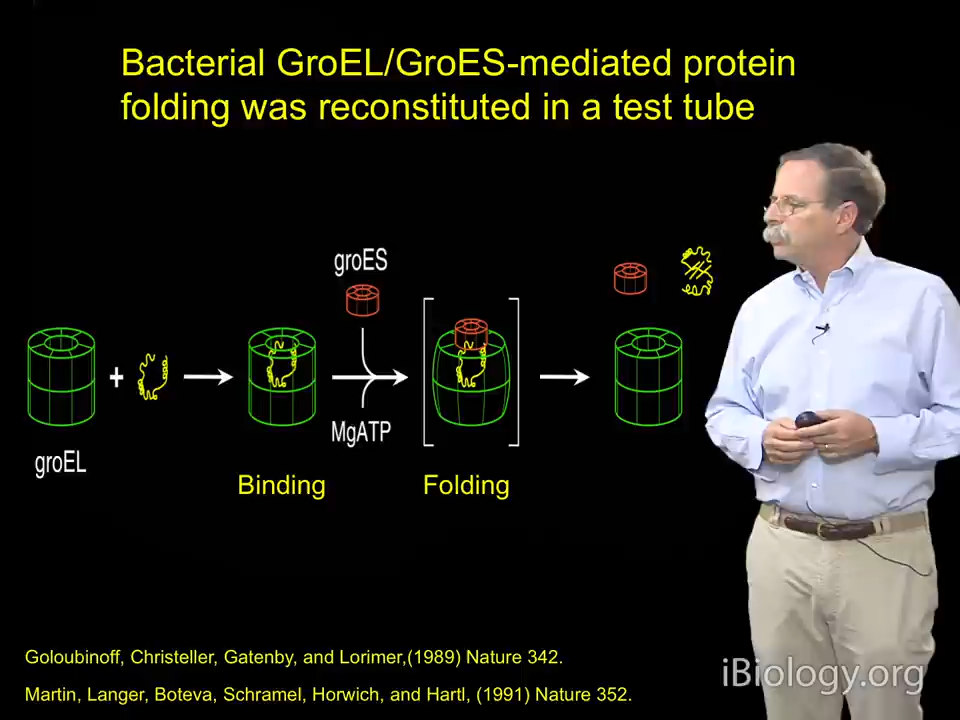 Bacterial GroEL/GroES-mediated protein
folding was reconstituted in a test tube
groES
+
MgATP
groEL
Binding
Folding
Goloubinoff, Christeller, Gatenby, and Lorimer,(1989) Nature 342.
Martin, Langer, Boteva, Schramel, Horwich, and Hartl, (1991) Nature 352.
iBiology.org